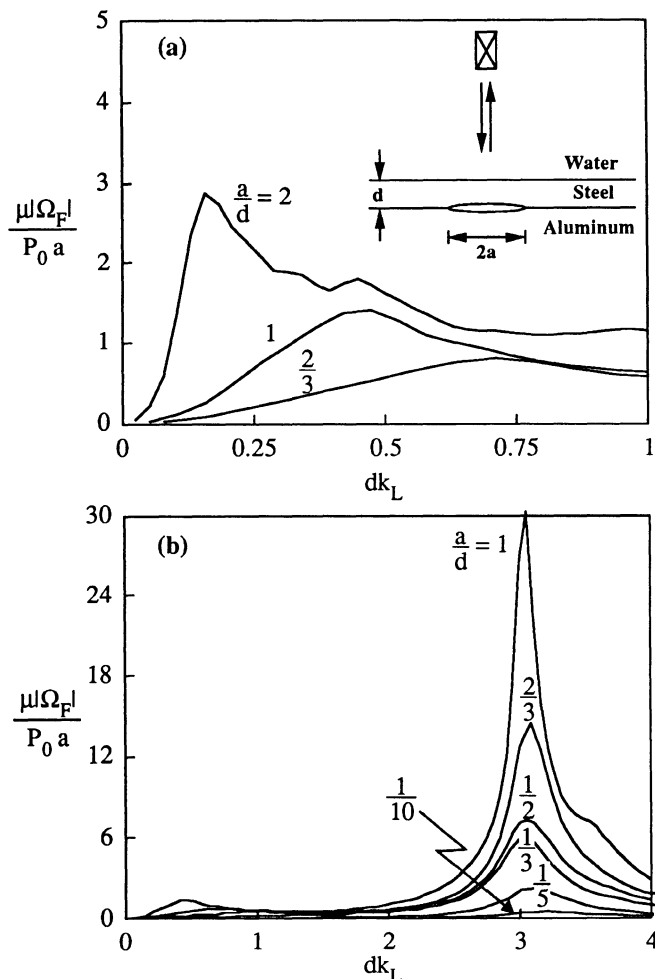 (a)
5
4
3
2
1
0
μ|Ω_F|
P₀ a
a/d = 2
1
2/3
Water
d
Steel
Aluminum
2a
0 0.25 0.5 0.75 1
dk_L
(b)
30
24
18
12
6
0
μ|Ω_F|
P₀ a
a/d = 1
2/3
1/2
1/3
1/5
1/10
0 1 2 3 4
dk_L